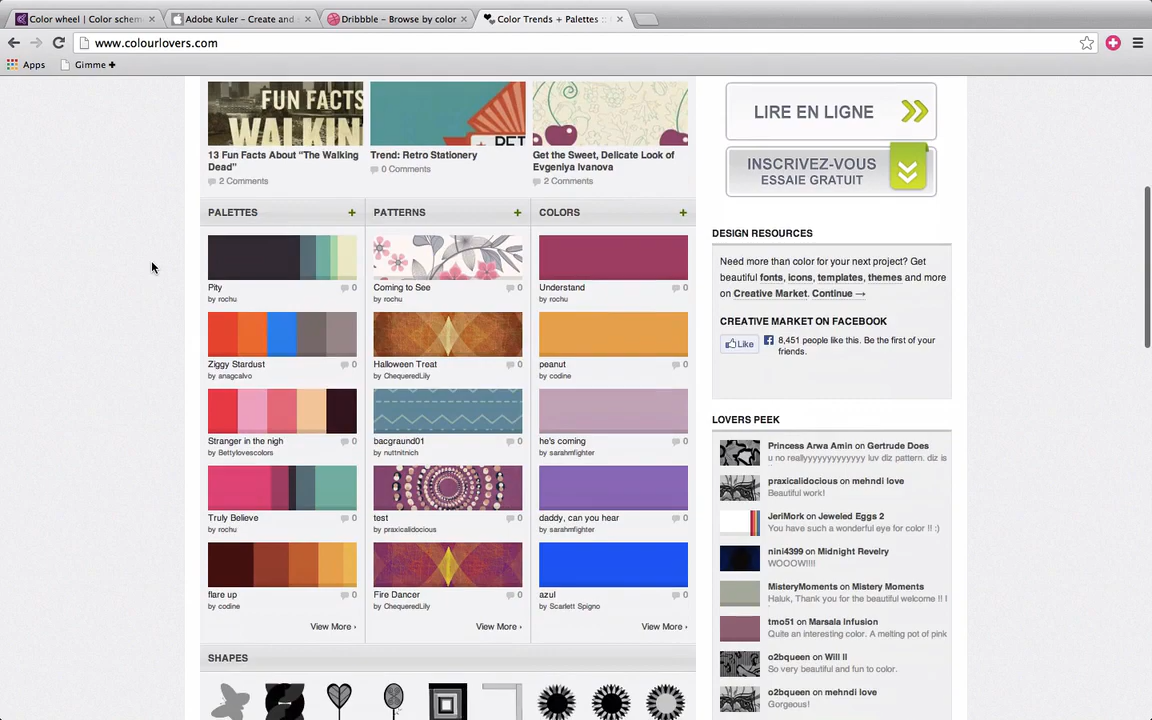 Color wheel | Color schem
Adobe Kuler - Create and
Dribbble - Browse by color
Color Trends + Palettes ::
www.colourlovers.com
Apps
Gimme +
FUN FACTS
WALKIN
13 Fun Facts About "The Walking
Dead"
2 Comments
Trend: Retro Stationery
0 Comments
Get the Sweet, Delicate Look of
Evgeniya Ivanova
2 Comments
LIRE EN LIGNE
INSCRIVEZ-VOUS
ESSAIE GRATUIT
PALETTES +
PATTERNS +
COLORS +
Pity 0
by rochu
Coming to See 0
by rochu
Understand 0
by rochu
Ziggy Stardust 0
by anagcalvo
Halloween Treat 0
by ChequeredLily
peanut 0
by codine
Stranger in the nigh 0
by Bettylovescolors
bacgraund01 0
by nuttnitnich
he's coming 0
by sarahmfighter
Truly Believe 0
by rochu
test 0
by praxicalidocious
daddy, can you hear 0
by sarahmfighter
flare up 0
by codine
Fire Dancer 0
by ChequeredLily
azul 0
by Scarlett Spigno
View More ›
View More ›
View More ›
SHAPES
DESIGN RESOURCES
Need more than color for your next project? Get
beautiful fonts, icons, templates, themes and more
on Creative Market. Continue →
CREATIVE MARKET ON FACEBOOK
Like
8,451 people like this. Be the first of your
friends.
LOVERS PEEK
Princess Arwa Amin on Gertrude Does
u no reallyyyyyyyyyyyy luv diz pattern. diz is
praxicalidocious on mehndi love
Beautiful work!
JeriMork on Jeweled Eggs 2
You have such a wonderful eye for color !! :)
nini4399 on Midnight Revelry
WOOW!!!!
MisteryMoments on Mistery Moments
Haluk, Thank you for the beautiful welcome !! I
tmo51 on Marsala Infusion
Quite an interesting color. A melting pot of pink
o2bqueen on Will II
So very beautiful and fun to color.
o2bqueen on mehndi love
Gorgeous!